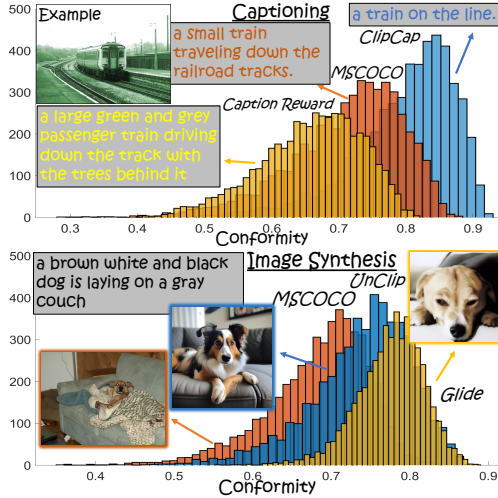 Captioning
Example
a train on the line.
a small train
traveling down the
railroad tracks.
ClipCap
MSCOCO
Caption Reward
a large green and grey
passenger train driving
down the track with
the trees behind it
500
400
300
200
100
0
0.3
0.4
0.5
0.6
0.7
0.8
0.9
Conformity
Image Synthesis
a brown white and black
dog is laying on a gray
couch
UnClip
MSCOCO
Glide
500
400
300
200
100
0
0.4
0.5
0.6
0.7
0.8
0.9
Conformity